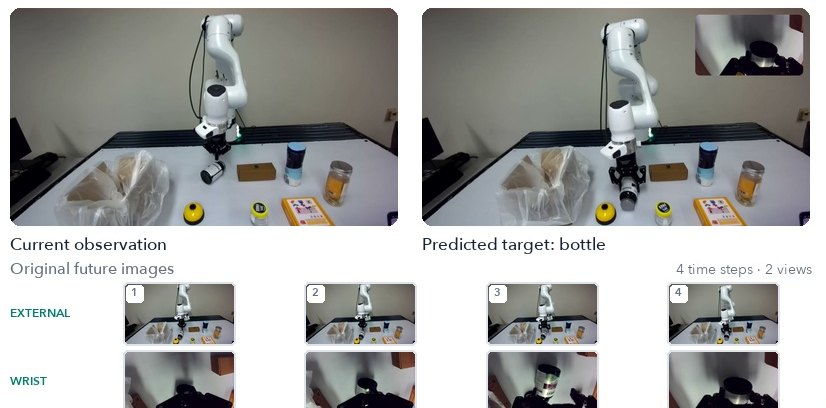 Current observation
Predicted target: bottle
Original future images
4 time steps · 2 views
EXTERNAL
1
2
3
4
WRIST